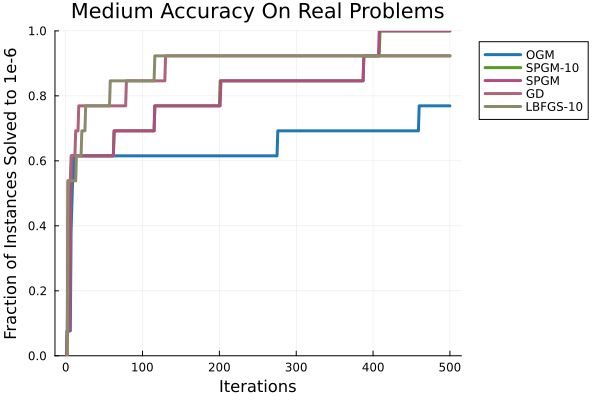 Medium Accuracy On Real Problems
Fraction of Instances Solved to 1e-6
1.0
0.8
0.6
0.4
0.2
0.0
0
100
200
300
400
500
Iterations
OGM
SPGM-10
SPGM
GD
LBFGS-10